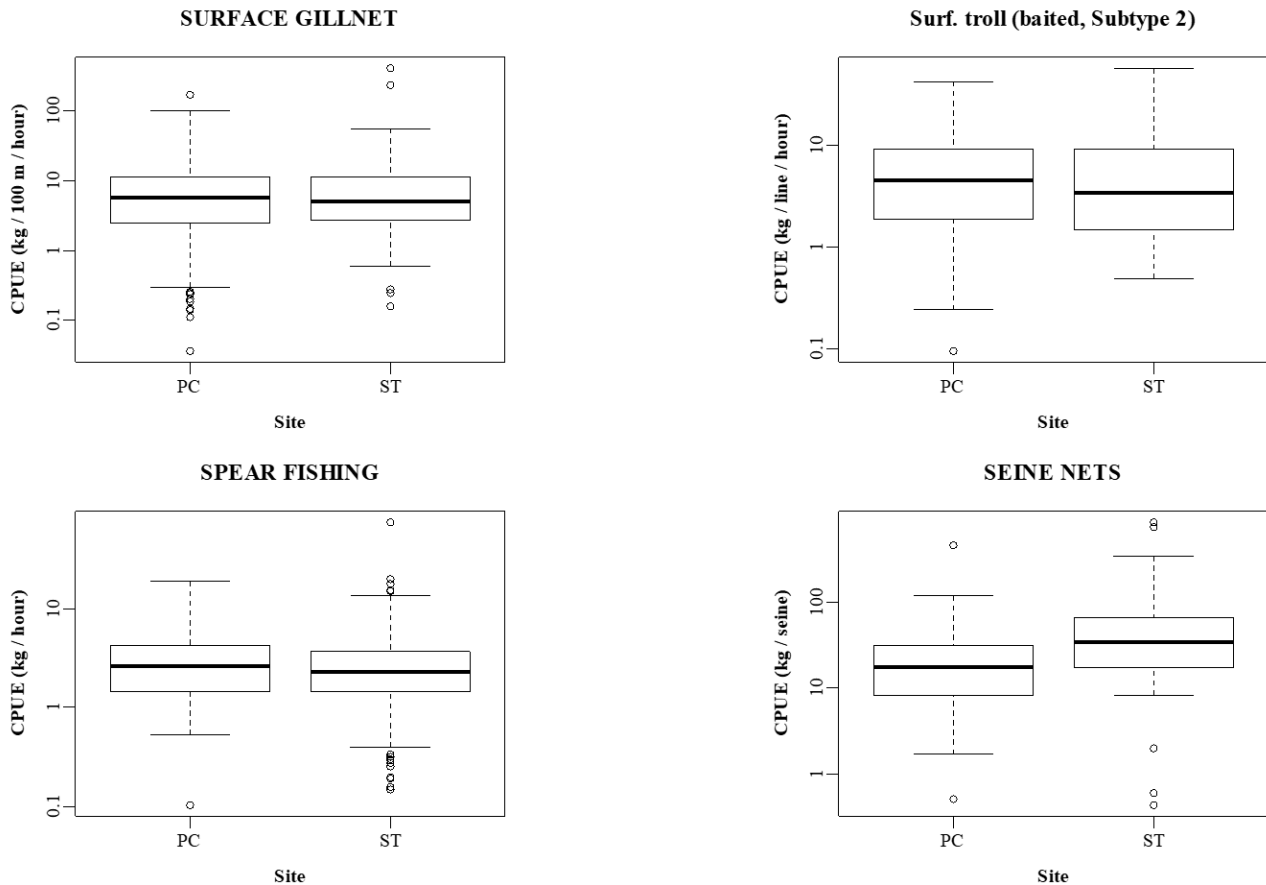 SURFACE GILLNET
CPUE (kg / 100 m / hour)
100
10
1
0.1
PC
ST
Site
Surf. troll (baited, Subtype 2)
CPUE (kg / line / hour)
10
1
0.1
PC
ST
Site
SPEAR FISHING
CPUE (kg / hour)
10
1
0.1
PC
ST
Site
SEINE NETS
CPUE (kg / seine)
100
10
1
PC
ST
Site